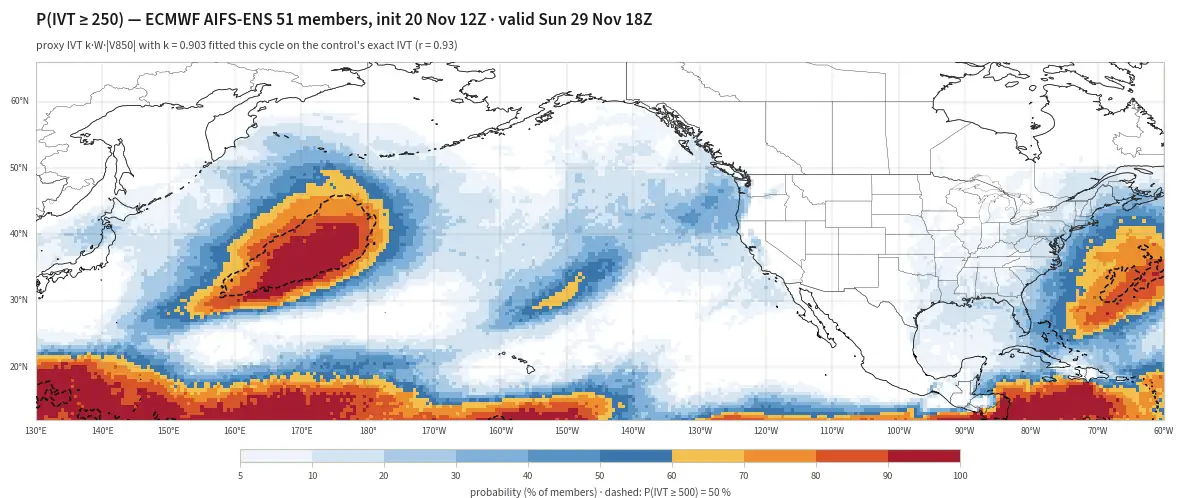 P(IVT ≥ 250) — ECMWF AIFS-ENS 51 members, init 20 Nov 12Z · valid Sun 29 Nov 18Z
proxy IVT k·W·|V850| with k = 0.903 fitted this cycle on the control's exact IVT (r = 0.93)
60°N
50°N
40°N
30°N
20°N
130°E 140°E 150°E 160°E 170°E 180° 170°W 160°W 150°W 140°W 130°W 120°W 110°W 100°W 90°W 80°W 70°W 60°W
5 10 20 30 40 50 60 70 80 90 100
probability (% of members) · dashed: P(IVT ≥ 500) = 50 %